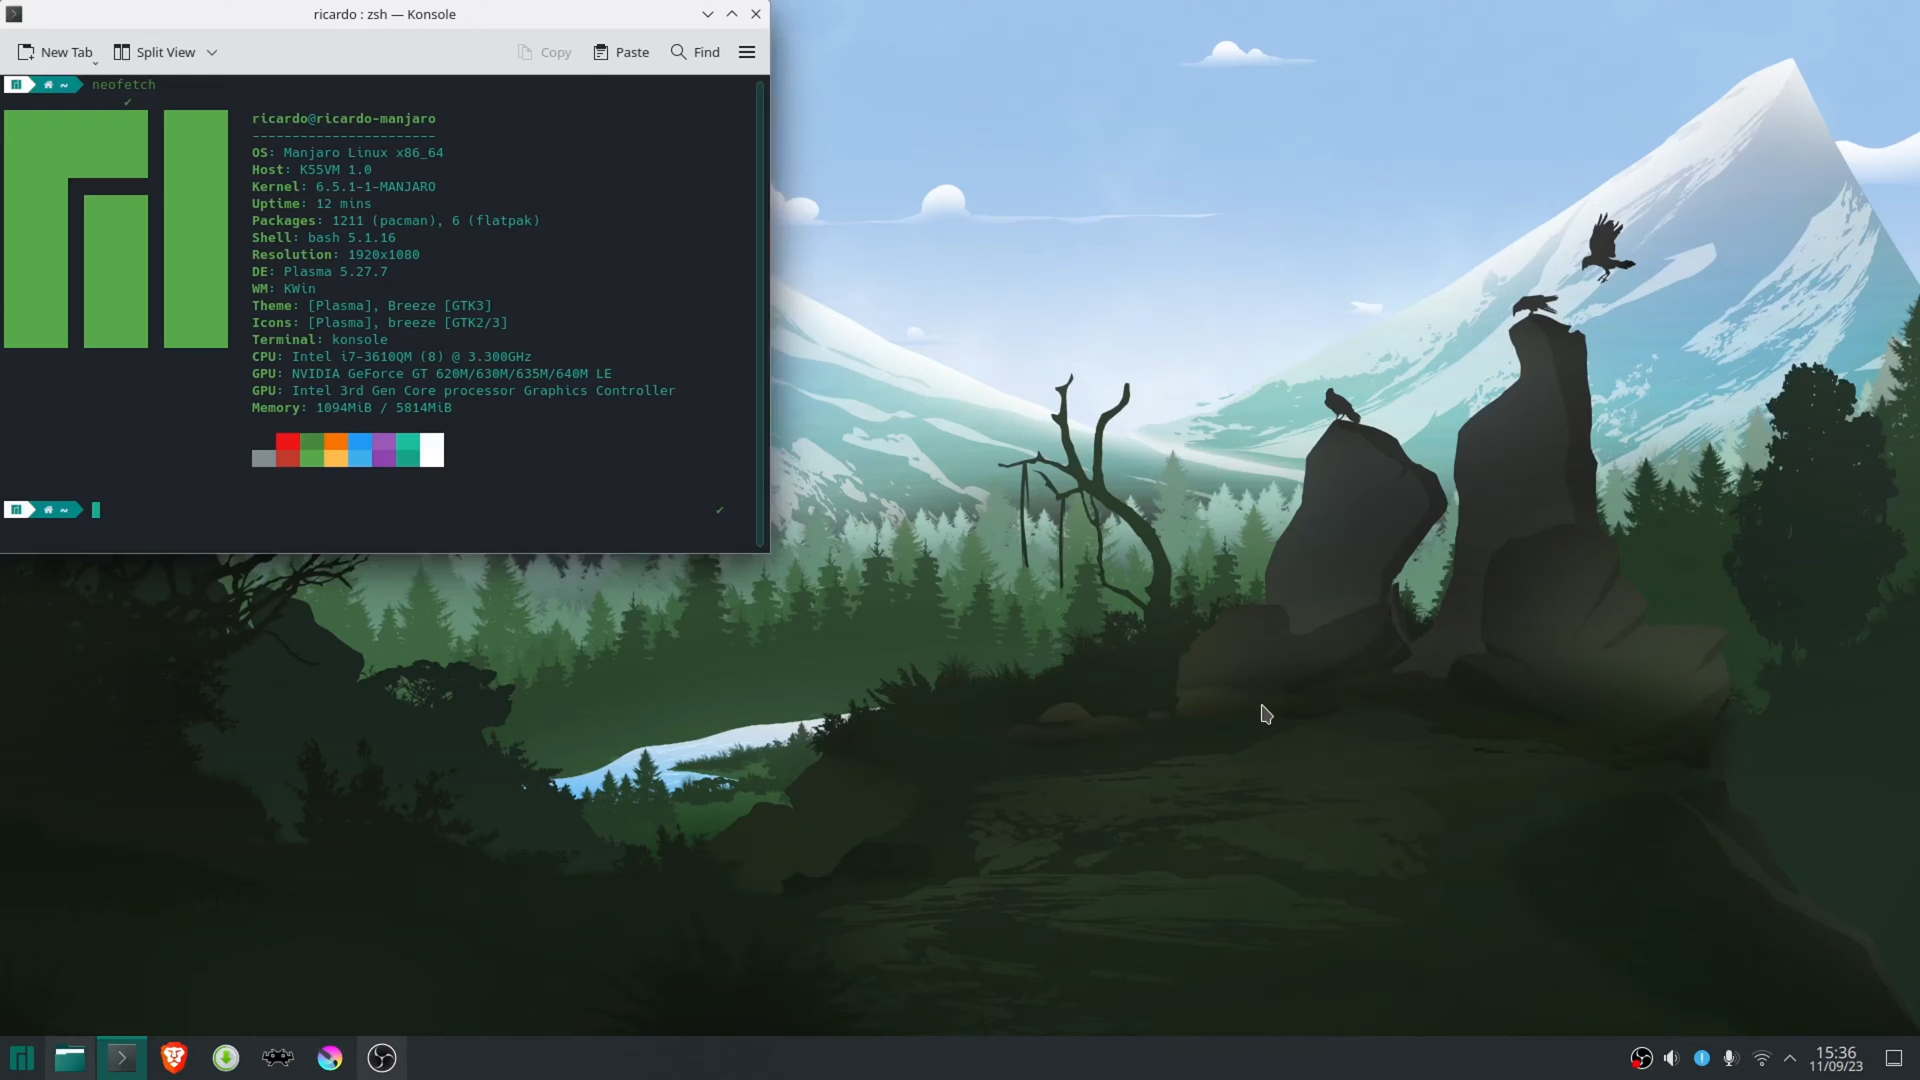 ricardo : zsh — Konsole
New Tab Split View Copy Paste Find
~ neofetch
✔
ricardo@ricardo-manjaro
-----------------------
OS: Manjaro Linux x86_64
Host: K55VM 1.0
Kernel: 6.5.1-1-MANJARO
Uptime: 12 mins
Packages: 1211 (pacman), 6 (flatpak)
Shell: bash 5.1.16
Resolution: 1920x1080
DE: Plasma 5.27.7
WM: KWin
Theme: [Plasma], Breeze [GTK3]
Icons: [Plasma], breeze [GTK2/3]
Terminal: konsole
CPU: Intel i7-3610QM (8) @ 3.300GHz
GPU: NVIDIA GeForce GT 620M/630M/635M/640M LE
GPU: Intel 3rd Gen Core processor Graphics Controller
Memory: 1094MiB / 5814MiB
~ ✔
15:36
11/09/23